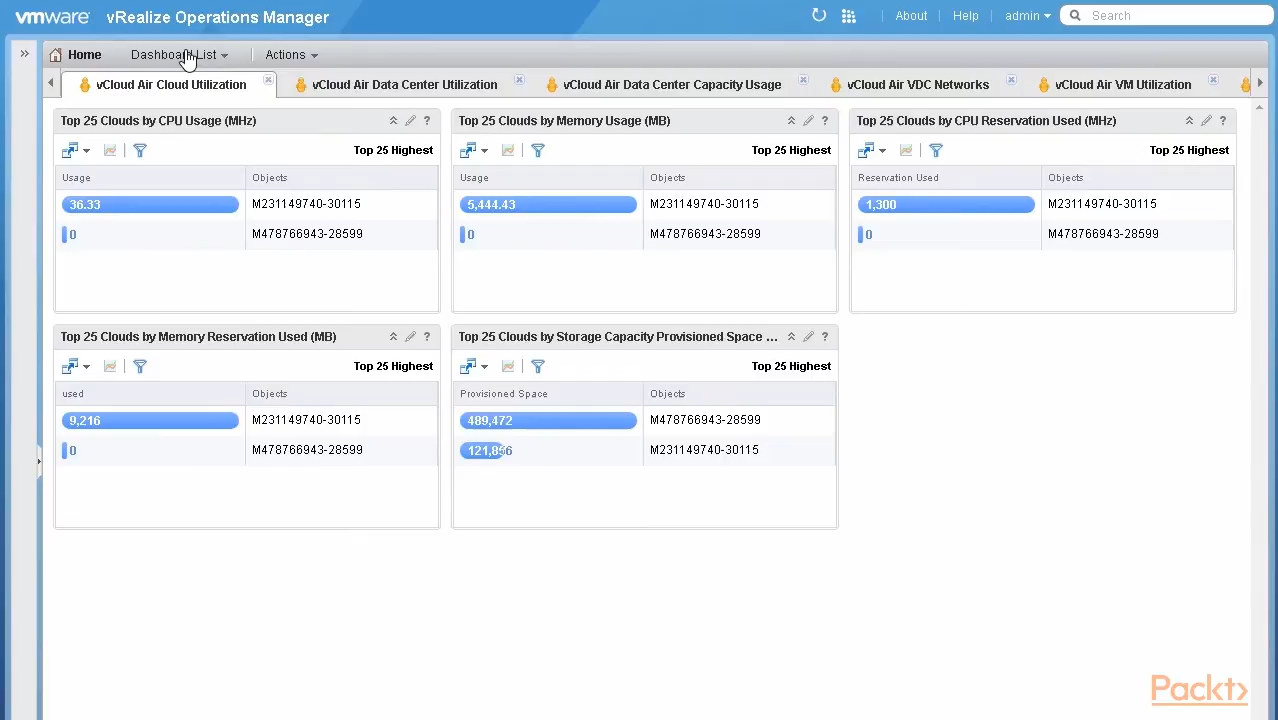 vmware vRealize Operations Manager About Help admin Search
Home Dashboard List Actions
vCloud Air Cloud Utilization vCloud Air Data Center Utilization vCloud Air Data Center Capacity Usage vCloud Air VDC Networks vCloud Air VM Utilization
Top 25 Clouds by CPU Usage (MHz) ?
Top 25 Highest
Usage Objects
36.33 M231149740-30115
0 M478766943-28599
Top 25 Clouds by Memory Usage (MB) ?
Top 25 Highest
Usage Objects
5,444.43 M231149740-30115
0 M478766943-28599
Top 25 Clouds by CPU Reservation Used (MHz) ?
Top 25 Highest
Reservation Used Objects
1,300 M231149740-30115
0 M478766943-28599
Top 25 Clouds by Memory Reservation Used (MB) ?
Top 25 Highest
used Objects
9,216 M231149740-30115
0 M478766943-28599
Top 25 Clouds by Storage Capacity Provisioned Space ... ?
Top 25 Highest
Provisioned Space Objects
489,472 M478766943-28599
121,856 M231149740-30115
Packt>